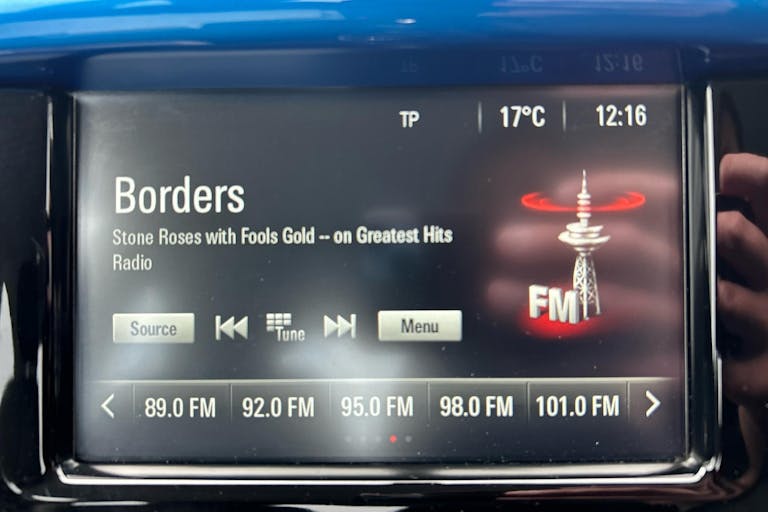 TP 17°C 12:16
Borders
Stone Roses with Fools Gold -- on Greatest Hits
Radio
FM
Source Tune Menu
89.0 FM 92.0 FM 95.0 FM 98.0 FM 101.0 FM